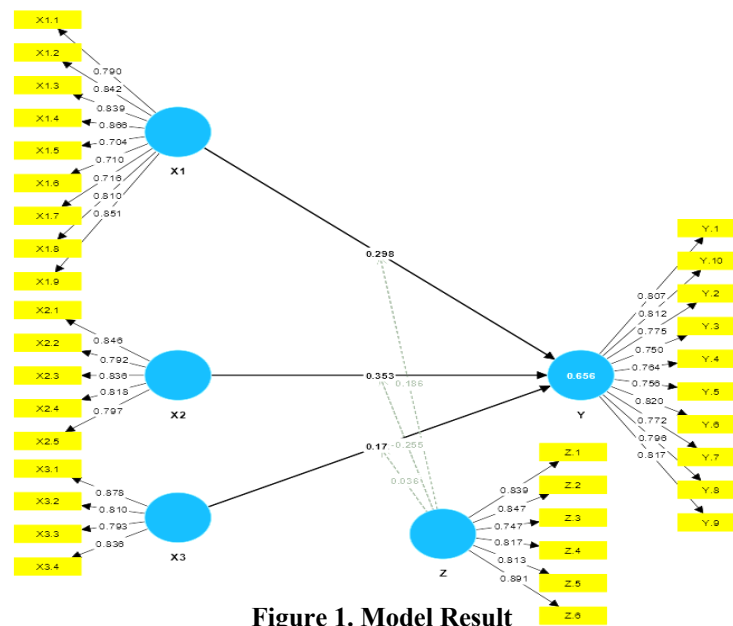 X1.1
X1.2
X1.3
X1.4
X1.5
X1.6
X1.7
X1.8
X1.9
0.790
0.842
0.839
0.866
0.704
0.710
0.716
0.810
0.851
X1
X2.1
X2.2
X2.3
X2.4
X2.5
0.846
0.792
0.836
0.818
0.797
X2
X3.1
X3.2
X3.3
X3.4
0.878
0.810
0.793
0.836
X3
0.298
0.353
0.17
0.186
-0.255
0.036
0.656
Y
Y.1
Y.10
Y.2
Y.3
Y.4
Y.5
Y.6
Y.7
Y.8
Y.9
0.807
0.812
0.775
0.750
0.764
0.756
0.820
0.772
0.796
0.817
Z
Z.1
Z.2
Z.3
Z.4
Z.5
Z.6
0.839
0.847
0.747
0.817
0.813
0.891
Figure 1. Model Result